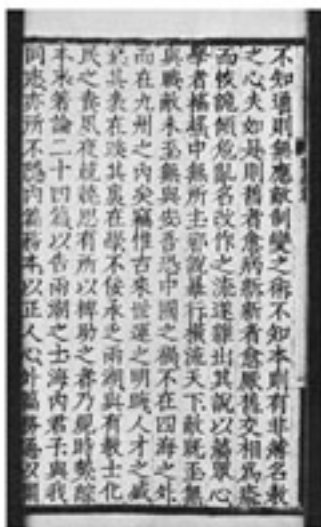 不知通則無應敵制變之術不知本則有非薄名教
之心夫如是則舊者愈病新新者愈厭舊交相爲瘉
而恢詭傾危亂名改作之流遂雜出其說以蕩眾心
學者搖搖中無所主邪說暴行橫流天下敵既至無
與戰敵未至無與安吾恐中國之禍不在四海之外
而在九州之內矣竊惟古來世運之明晦人才之盛
衰其表在政其裏在學不佞承乏兩湖與有教士化
民之責夙夜兢兢思有所以裨助之者乃規時勢綜
本末著論二十四篇以告兩湖之士海內君子與我
同志亦所不隱內篇務本以正人心外篇務通以開